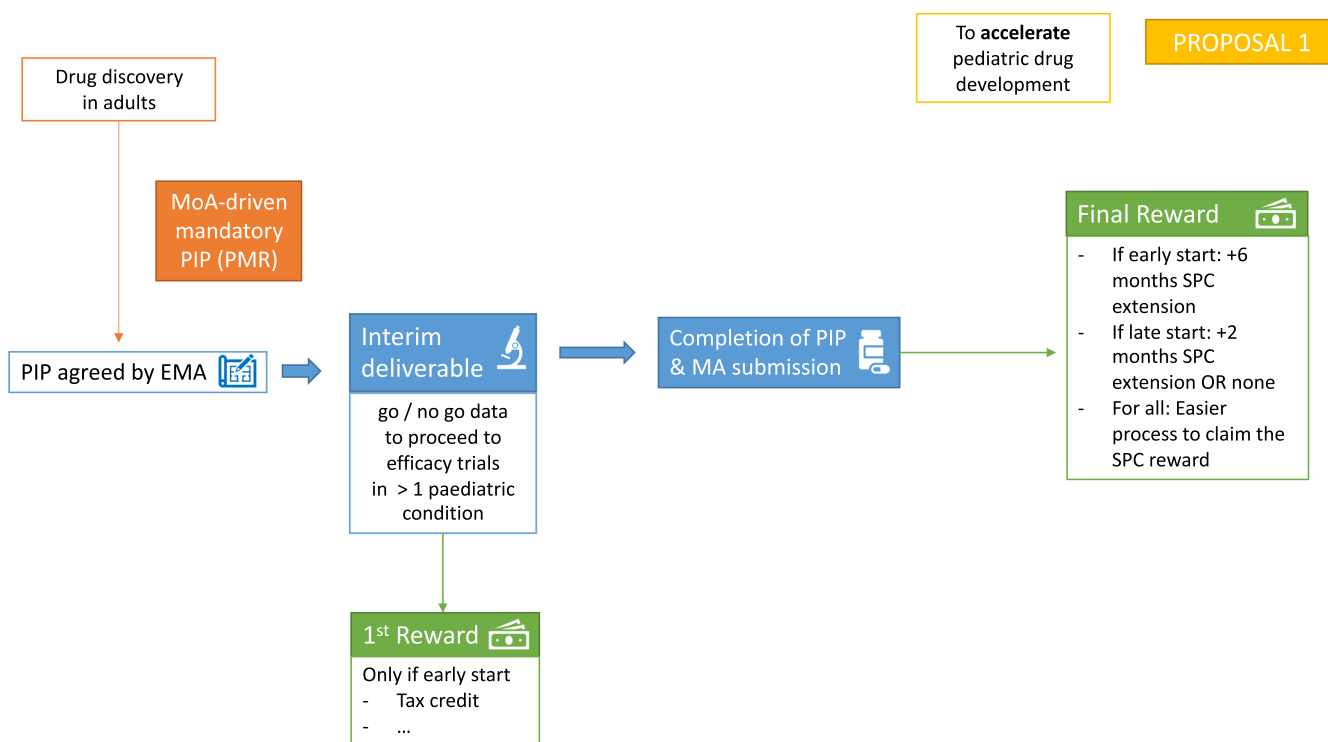 To accelerate
pediatric drug
development
PROPOSAL 1
Drug discovery
in adults
MoA-driven
mandatory
PIP (PMR)
PIP agreed by EMA
Interim
deliverable
go / no go data
to proceed to
efficacy trials
in > 1 paediatric
condition
Completion of PIP
& MA submission
Final Reward
- If early start: +6
months SPC
extension
- If late start: +2
months SPC
extension OR none
- For all: Easier
process to claim the
SPC reward
1st Reward
Only if early start
- Tax credit
- ...